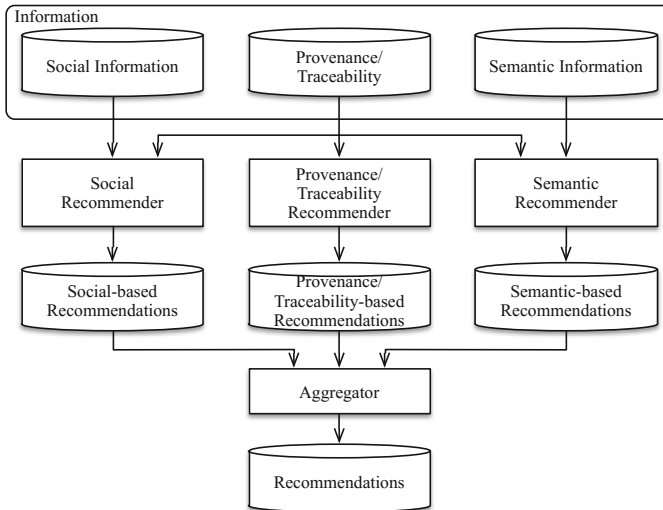 Information
Social Information
Provenance/
Traceability
Semantic Information
Social
Recommender
Provenance/
Traceability
Recommender
Semantic
Recommender
Social-based
Recommendations
Provenance/
Traceability-based
Recommendations
Semantic-based
Recommendations
Aggregator
Recommendations